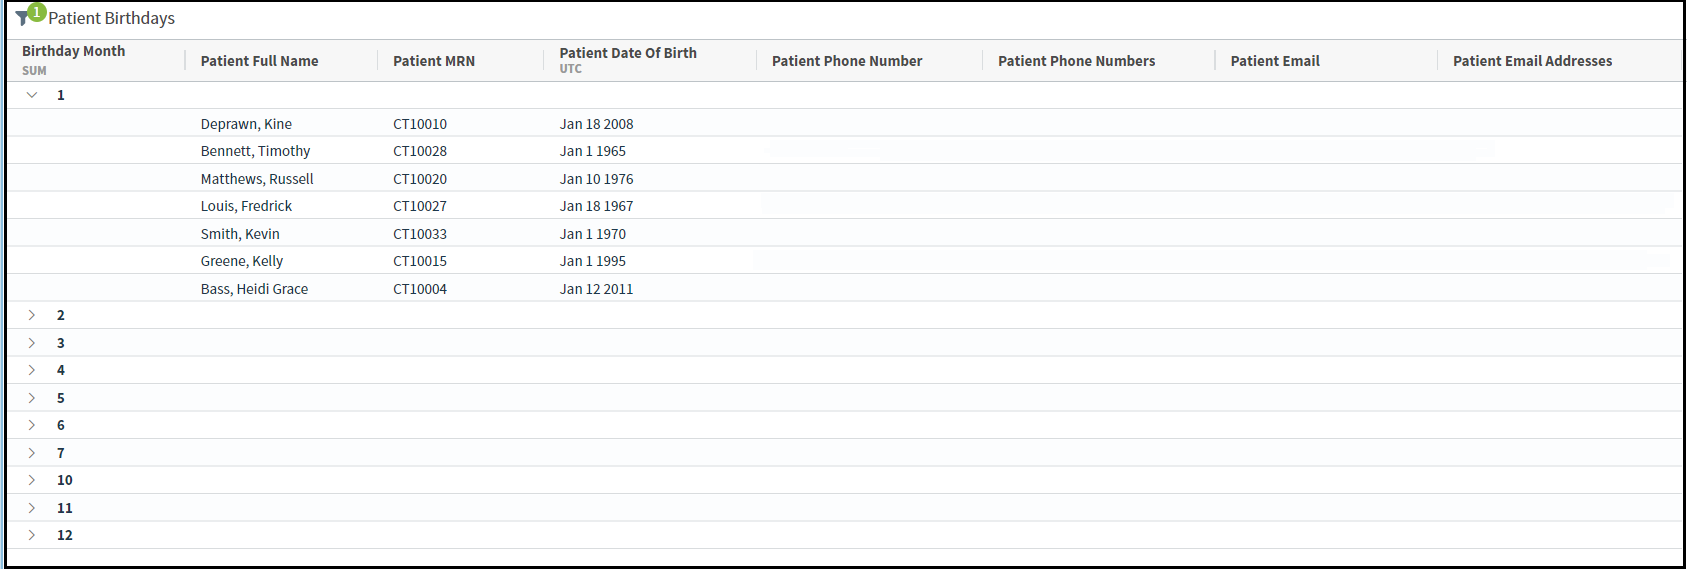 1 Patient Birthdays
Birthday Month Patient Full Name Patient MRN Patient Date Of Birth Patient Phone Number Patient Phone Numbers Patient Email Patient Email Addresses
SUM UTC
1
Deprawn, Kine CT10010 Jan 18 2008
Bennett, Timothy CT10028 Jan 1 1965
Matthews, Russell CT10020 Jan 10 1976
Louis, Fredrick CT10027 Jan 18 1967
Smith, Kevin CT10033 Jan 1 1970
Greene, Kelly CT10015 Jan 1 1995
Bass, Heidi Grace CT10004 Jan 12 2011
2
3
4
5
6
7
10
11
12